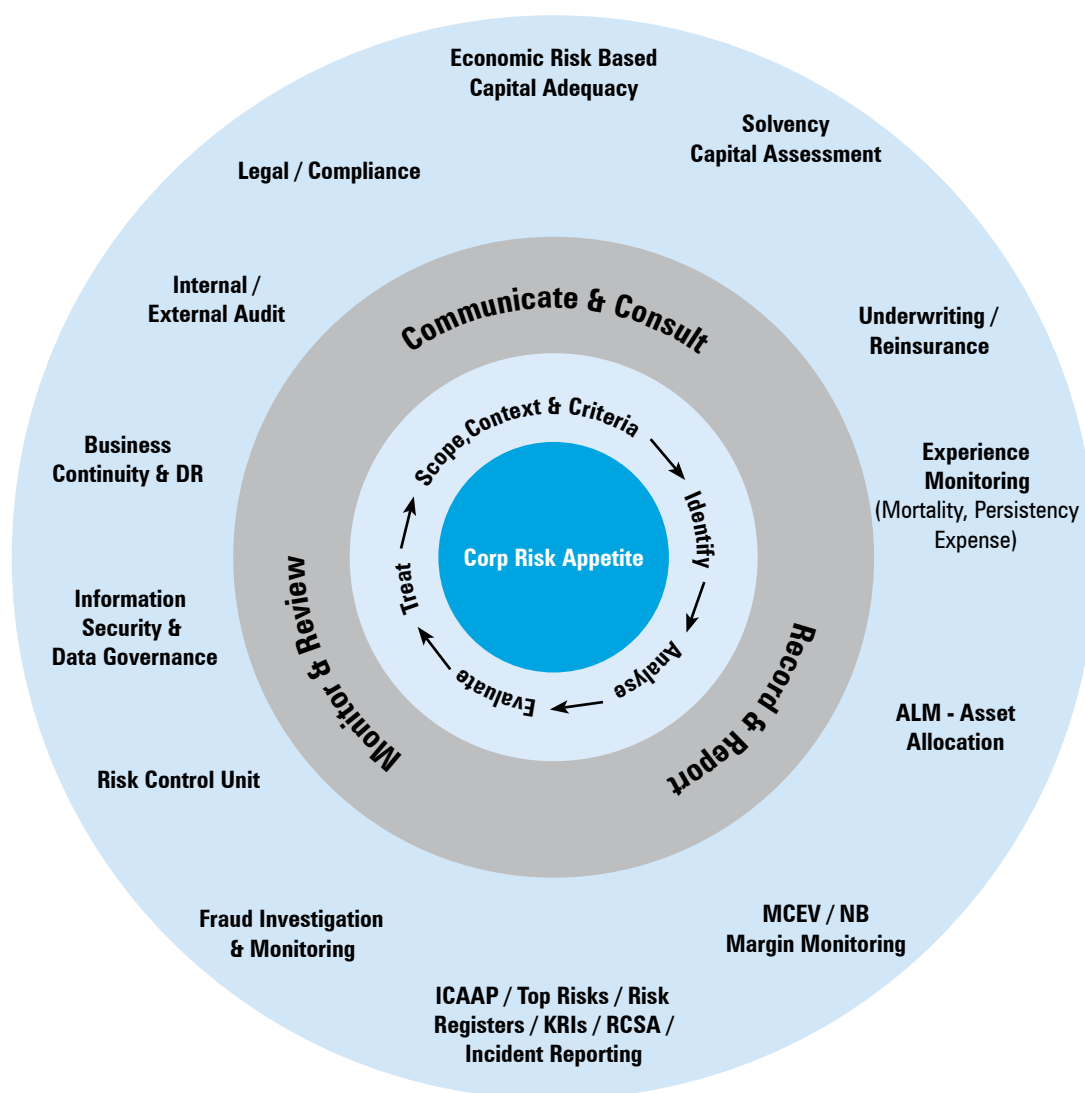 Economic Risk Based
Capital Adequacy
Solvency
Capital Assessment
Legal / Compliance
Internal /
External Audit
Underwriting /
Reinsurance
Business
Continuity & DR
Experience
Monitoring
(Mortality, Persistency
Expense)
Information
Security &
Data Governance
ALM - Asset
Allocation
Risk Control Unit
Fraud Investigation
& Monitoring
MCEV / NB
Margin Monitoring
ICAAP / Top Risks / Risk
Registers / KRIs / RCSA /
Incident Reporting
Communicate & Consult
Record & Report
Monitor & Review
Scope, Context & Criteria
Identify
Analyse
Evaluate
Treat
Corp Risk Appetite